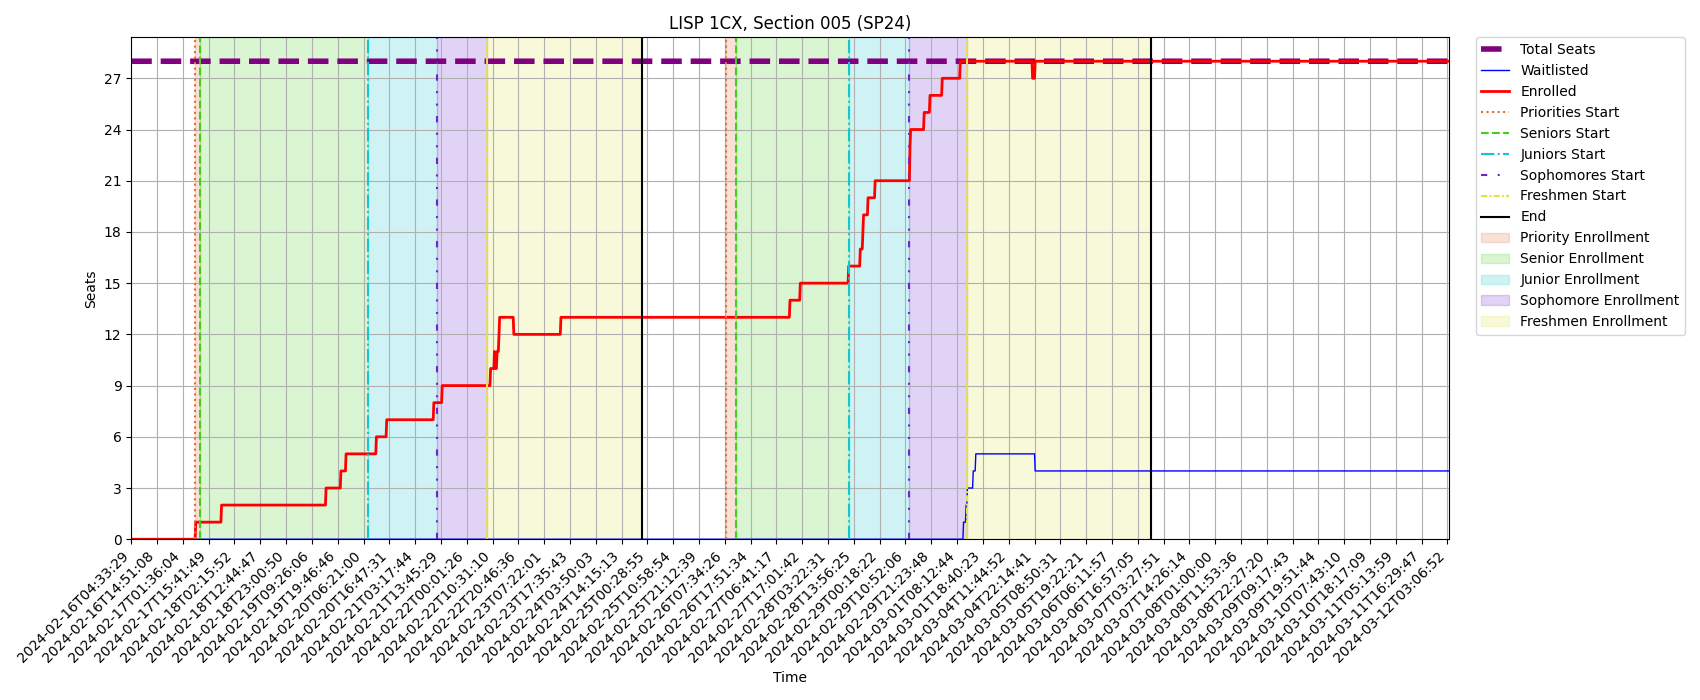 LISP 1CX, Section 005 (SP24)
Total Seats
Waitlisted
Enrolled
Priorities Start
Seniors Start
Juniors Start
Sophomores Start
Freshmen Start
End
Priority Enrollment
Senior Enrollment
Junior Enrollment
Sophomore Enrollment
Freshmen Enrollment
Seats
27
24
21
18
15
12
9
6
3
0
2024-02-16T04:33:29
2024-02-16T14:51:08
2024-02-17T01:36:04
2024-02-17T15:41:49
2024-02-18T02:15:52
2024-02-18T12:44:47
2024-02-18T23:00:50
2024-02-19T09:26:06
2024-02-19T19:46:46
2024-02-20T06:21:00
2024-02-20T16:47:31
2024-02-21T03:17:44
2024-02-21T13:45:29
2024-02-22T00:01:26
2024-02-22T10:31:10
2024-02-22T20:46:36
2024-02-23T07:22:01
2024-02-23T17:35:45
2024-02-24T03:50:03
2024-02-24T14:15:13
2024-02-25T00:28:55
2024-02-25T10:58:54
2024-02-25T21:12:39
2024-02-26T07:34:26
2024-02-26T17:51:34
2024-02-27T06:41:17
2024-02-27T17:01:42
2024-02-28T03:22:31
2024-02-28T13:56:25
2024-02-29T00:18:22
2024-02-29T10:52:06
2024-02-29T21:23:48
2024-03-01T08:12:44
2024-03-01T18:40:23
2024-03-04T11:44:52
2024-03-04T22:14:41
2024-03-05T08:50:31
2024-03-05T19:22:21
2024-03-06T06:11:57
2024-03-06T16:57:05
2024-03-07T03:27:51
2024-03-07T14:26:14
2024-03-08T01:00:00
2024-03-08T11:53:36
2024-03-08T22:27:20
2024-03-09T09:17:43
2024-03-09T19:51:44
2024-03-10T07:43:10
2024-03-10T18:17:09
2024-03-11T05:13:59
2024-03-11T16:29:47
2024-03-12T03:06:52
Time